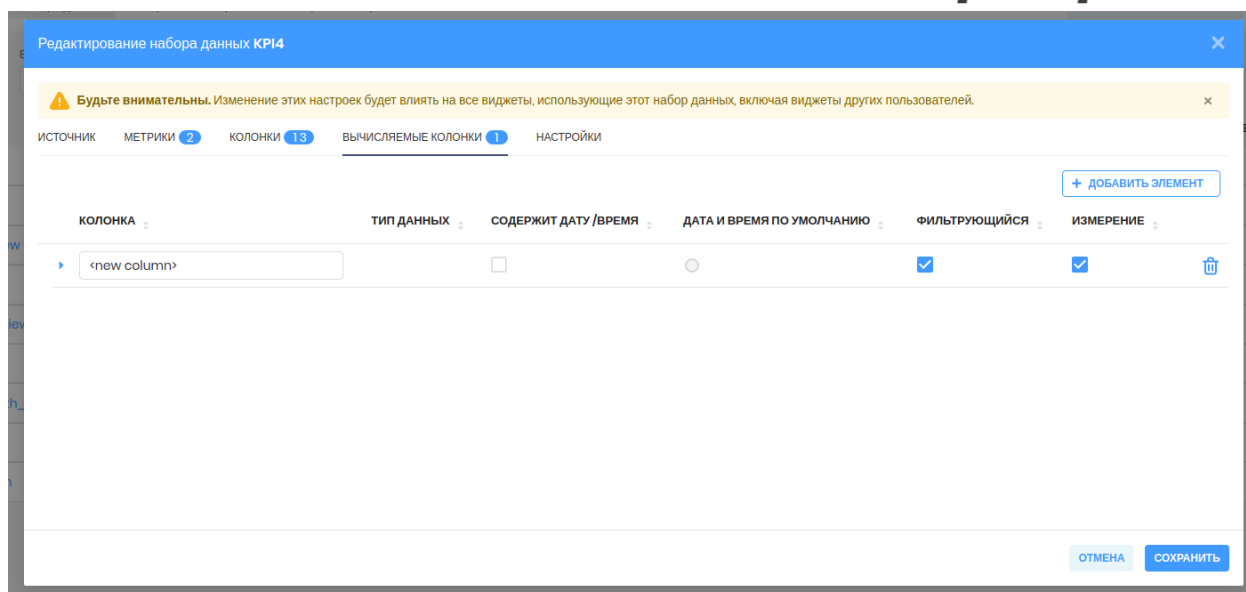 Редактирование набора данных KPI4
Будьте внимательны. Изменение этих настроек будет влиять на все виджеты, использующие этот набор данных, включая виджеты других пользователей.
ИСТОЧНИК МЕТРИКИ 2 КОЛОНКИ 13 ВЫЧИСЛЯЕМЫЕ КОЛОНКИ 1 НАСТРОЙКИ
+ ДОБАВИТЬ ЭЛЕМЕНТ
КОЛОНКА ТИП ДАННЫХ СОДЕРЖИТ ДАТУ /ВРЕМЯ ДАТА И ВРЕМЯ ПО УМОЛЧАНИЮ ФИЛЬТРУЮЩИЙСЯ ИЗМЕРЕНИЕ
<new column>
ОТМЕНА СОХРАНИТЬ